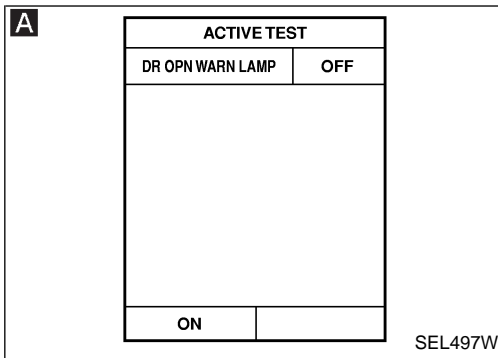 A
ACTIVE TEST
DR OPN WARN LAMP OFF
ON
SEL497W